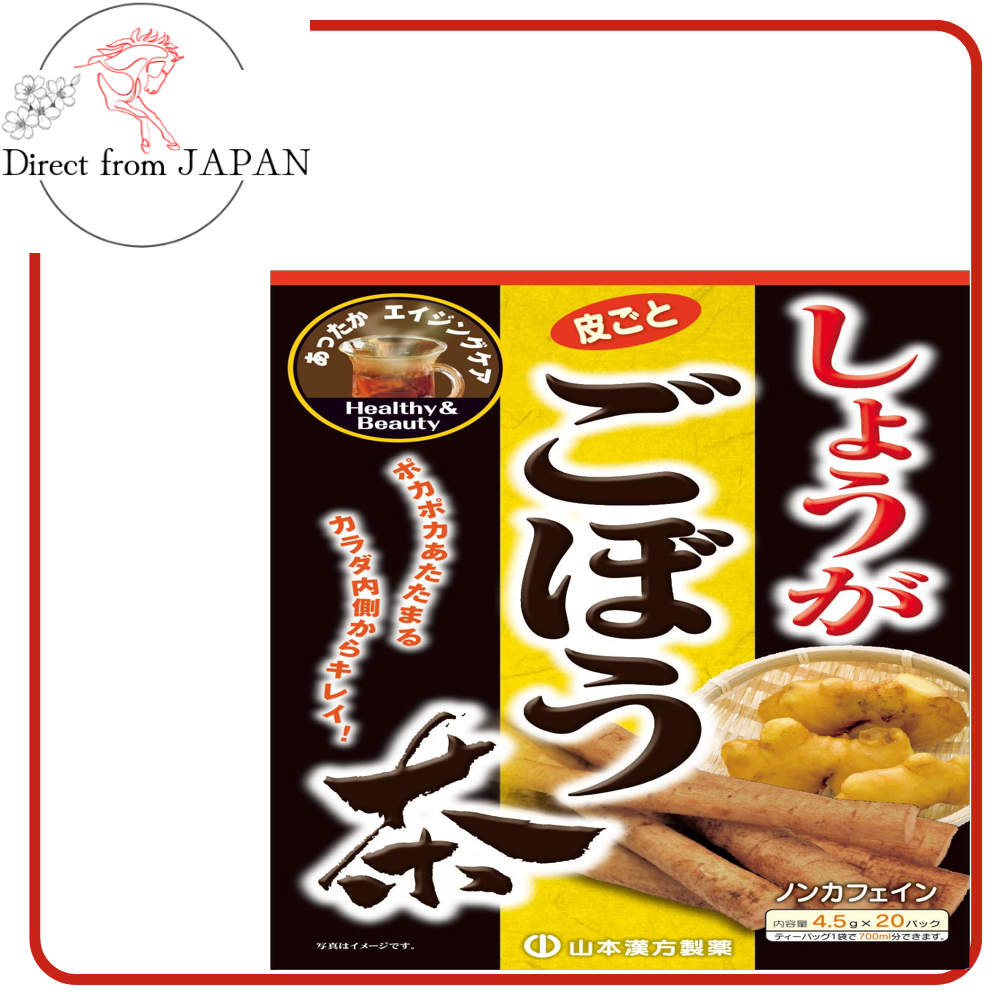 Direct from JAPAN
あったか エイジングケア
Healthy&
Beauty
皮ごと
しょうが
ごぼう
茶
ポカポカあたたまる
カラダ内側からキレイ!
ノンカフェイン
内容量 4.5g×20パック
ティーバッグ1袋で700ml分できます。
写真はイメージです。
山本漢方製薬